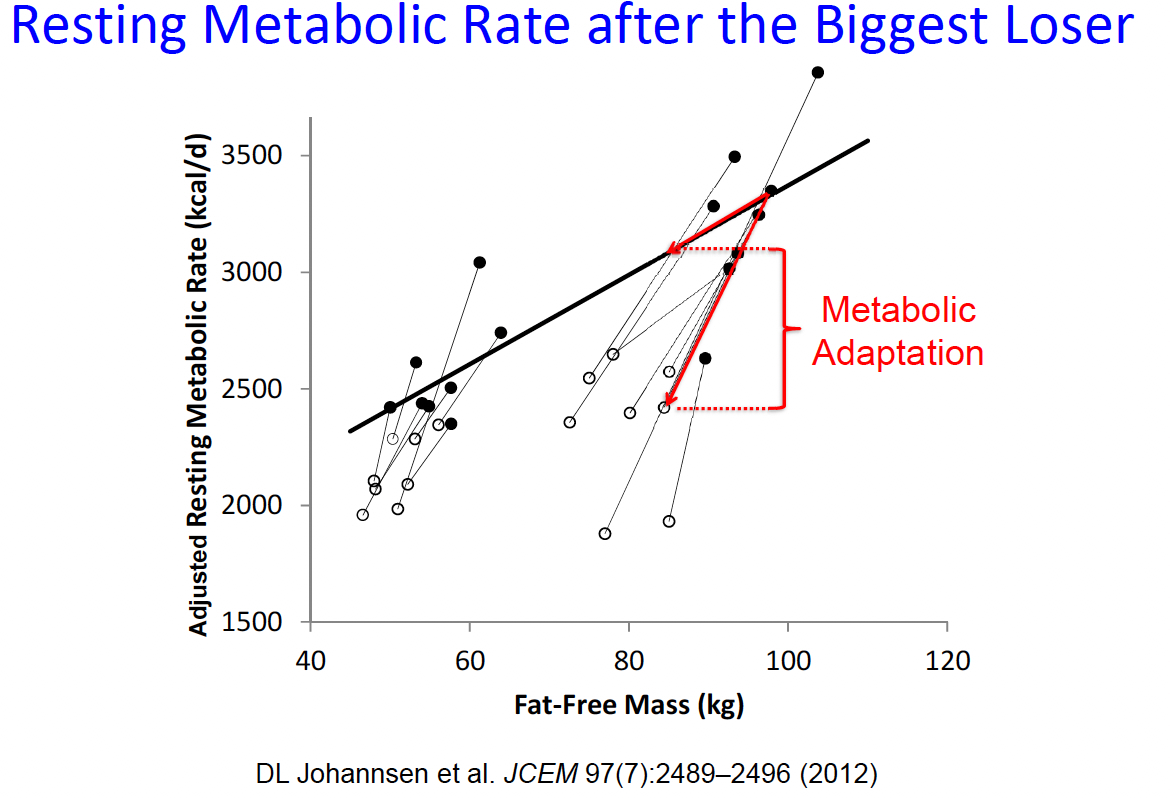 Resting Metabolic Rate after the Biggest Loser
Adjusted Resting Metabolic Rate (kcal/d)
3500
3000
2500
2000
1500
Metabolic
Adaptation
40
60
80
100
120
Fat-Free Mass (kg)
DL Johannsen et al. JCEM 97(7):2489–2496 (2012)